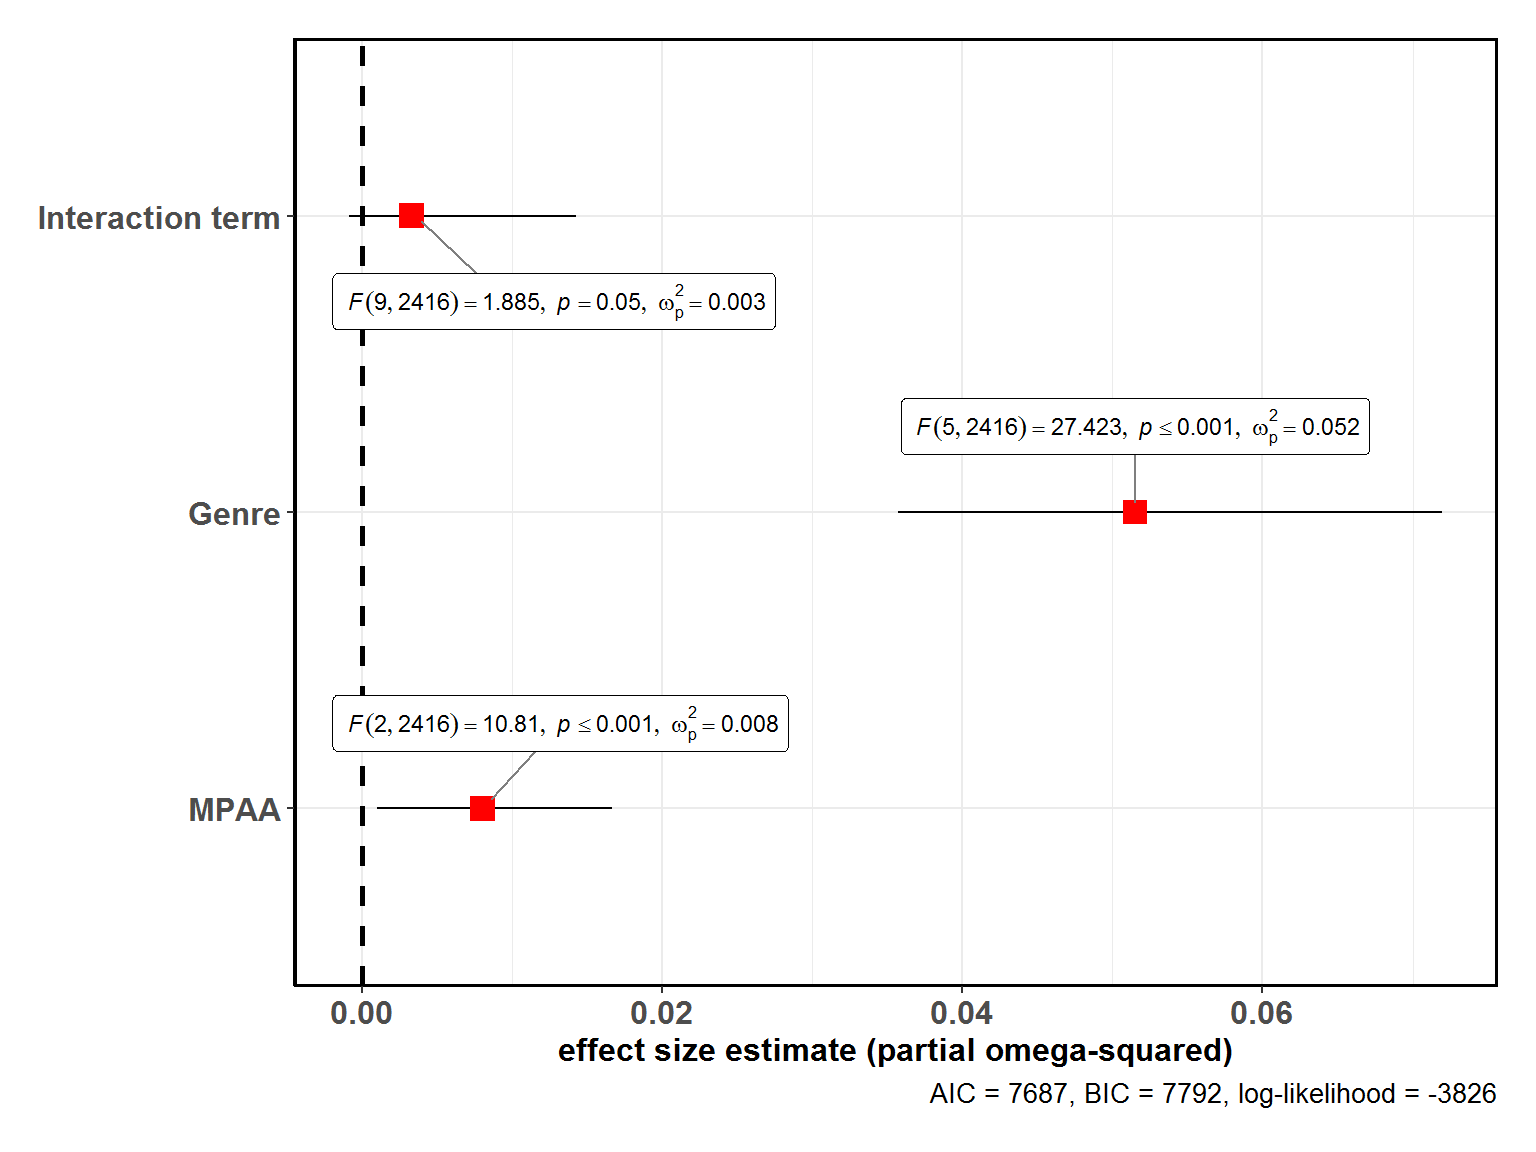 Interaction term
F(9, 2416) = 1.885, p = 0.05, ω²ₚ = 0.003
F(5, 2416) = 27.423, p ≤ 0.001, ω²ₚ = 0.052
Genre
F(2, 2416) = 10.81, p ≤ 0.001, ω²ₚ = 0.008
MPAA
0.00 0.02 0.04 0.06
effect size estimate (partial omega-squared)
AIC = 7687, BIC = 7792, log-likelihood = -3826